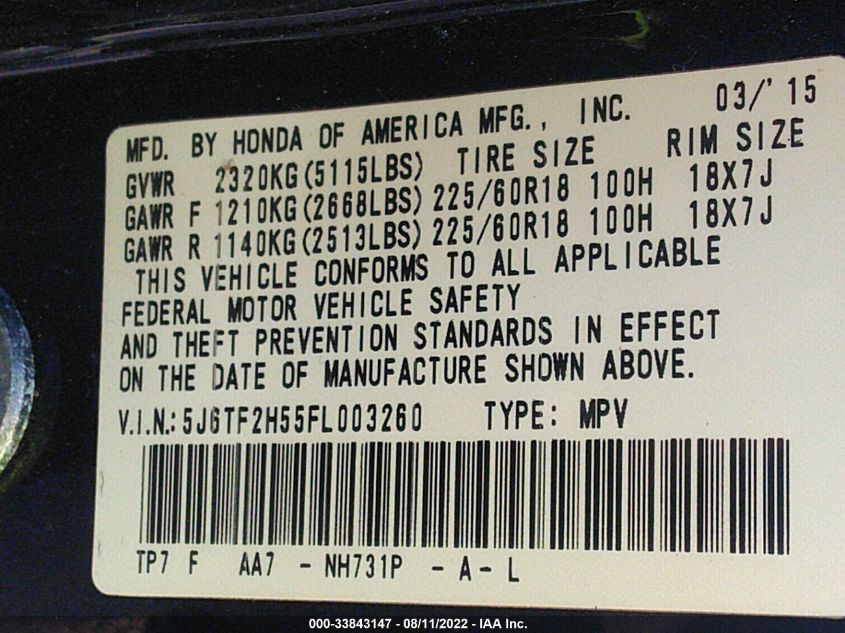 MFD. BY HONDA OF AMERICA MFG., INC. 03/'15
GVWR 2320KG(5115LBS) TIRE SIZE RIM SIZE
GAWR F 1210KG(2668LBS) 225/60R18 100H 18X7J
GAWR R 1140KG(2513LBS) 225/60R18 100H 18X7J
THIS VEHICLE CONFORMS TO ALL APPLICABLE
FEDERAL MOTOR VEHICLE SAFETY
AND THEFT PREVENTION STANDARDS IN EFFECT
ON THE DATE OF MANUFACTURE SHOWN ABOVE.
V.I.N.: 5J6TF2H55FL003260 TYPE: MPV
TP7 F AA7 - NH731P - A - L
000-33843147 - 08/11/2022 - IAA Inc.